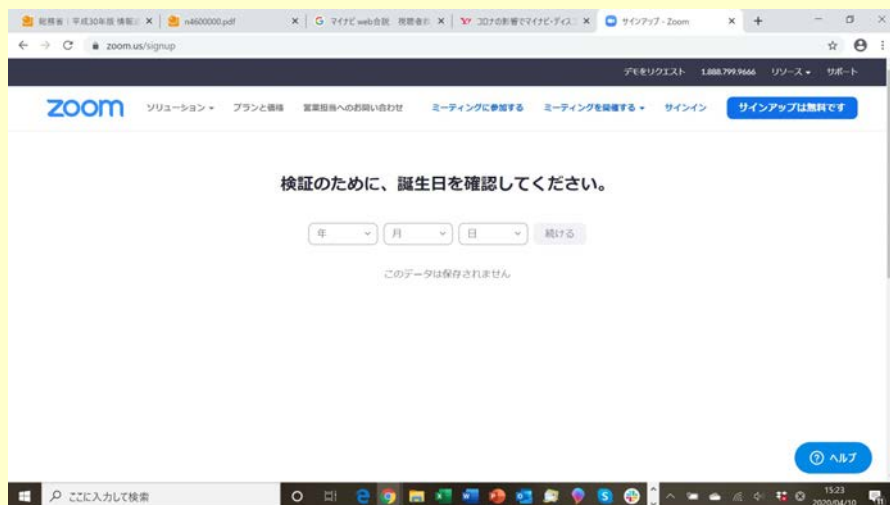 総務省｜平成30年版 情報
n4600000.pdf
マイナビ web合説 視聴者
コロナの影響でマイナビ・ディス
サインアップ - Zoom
zoom.us/signup
デモをリクエスト 1.888.799.9666 リソース サポート
zoom ソリューション プランと価格 営業担当へのお問い合わせ ミーティングに参加する ミーティングを開催する サインイン サインアップは無料です
検証のために、誕生日を確認してください。
年 月 日 続ける
このデータは保存されません
ヘルプ
ここに入力して検索
15:23
2020/04/10